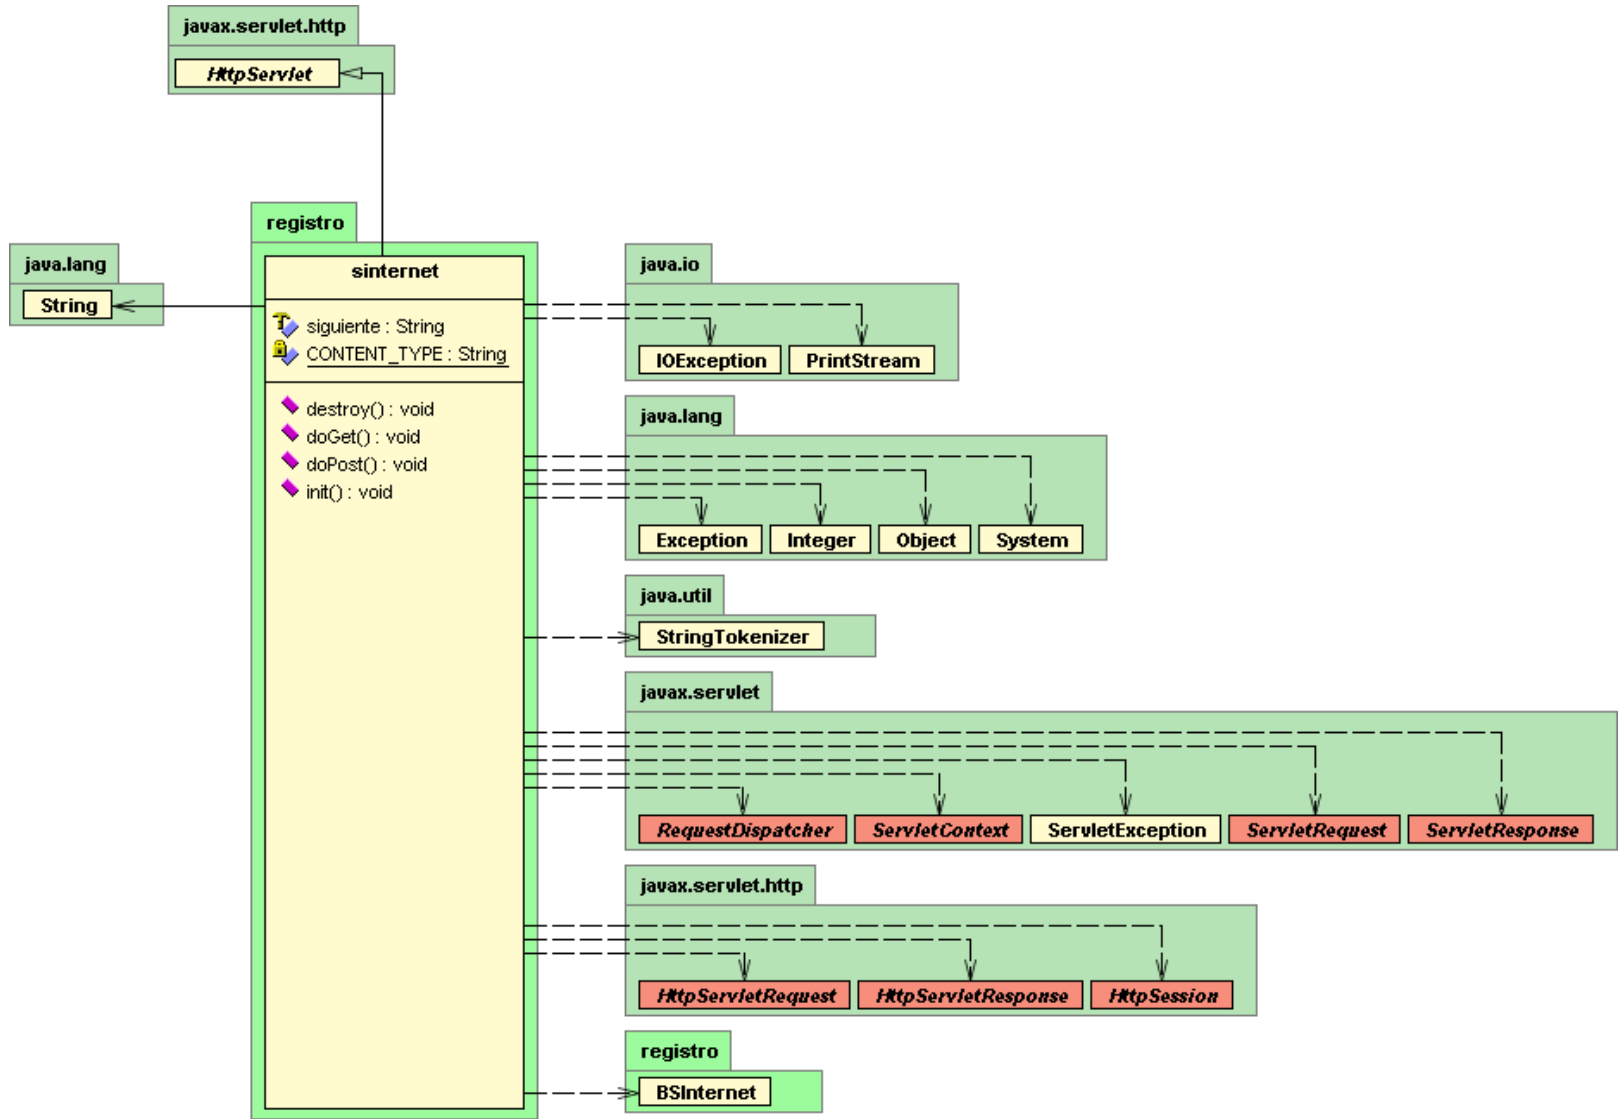 javax.servlet.http
HttpServlet
registro
java.lang
String
sinternet
siguiente : String
CONTENT_TYPE : String
destroy() : void
doGet() : void
doPost() : void
init() : void
java.io
IOException PrintStream
java.lang
Exception Integer Object System
java.util
StringTokenizer
javax.servlet
RequestDispatcher ServletContext ServletException ServletRequest ServletResponse
javax.servlet.http
HttpServletRequest HttpServletResponse HttpSession
registro
BSInternet